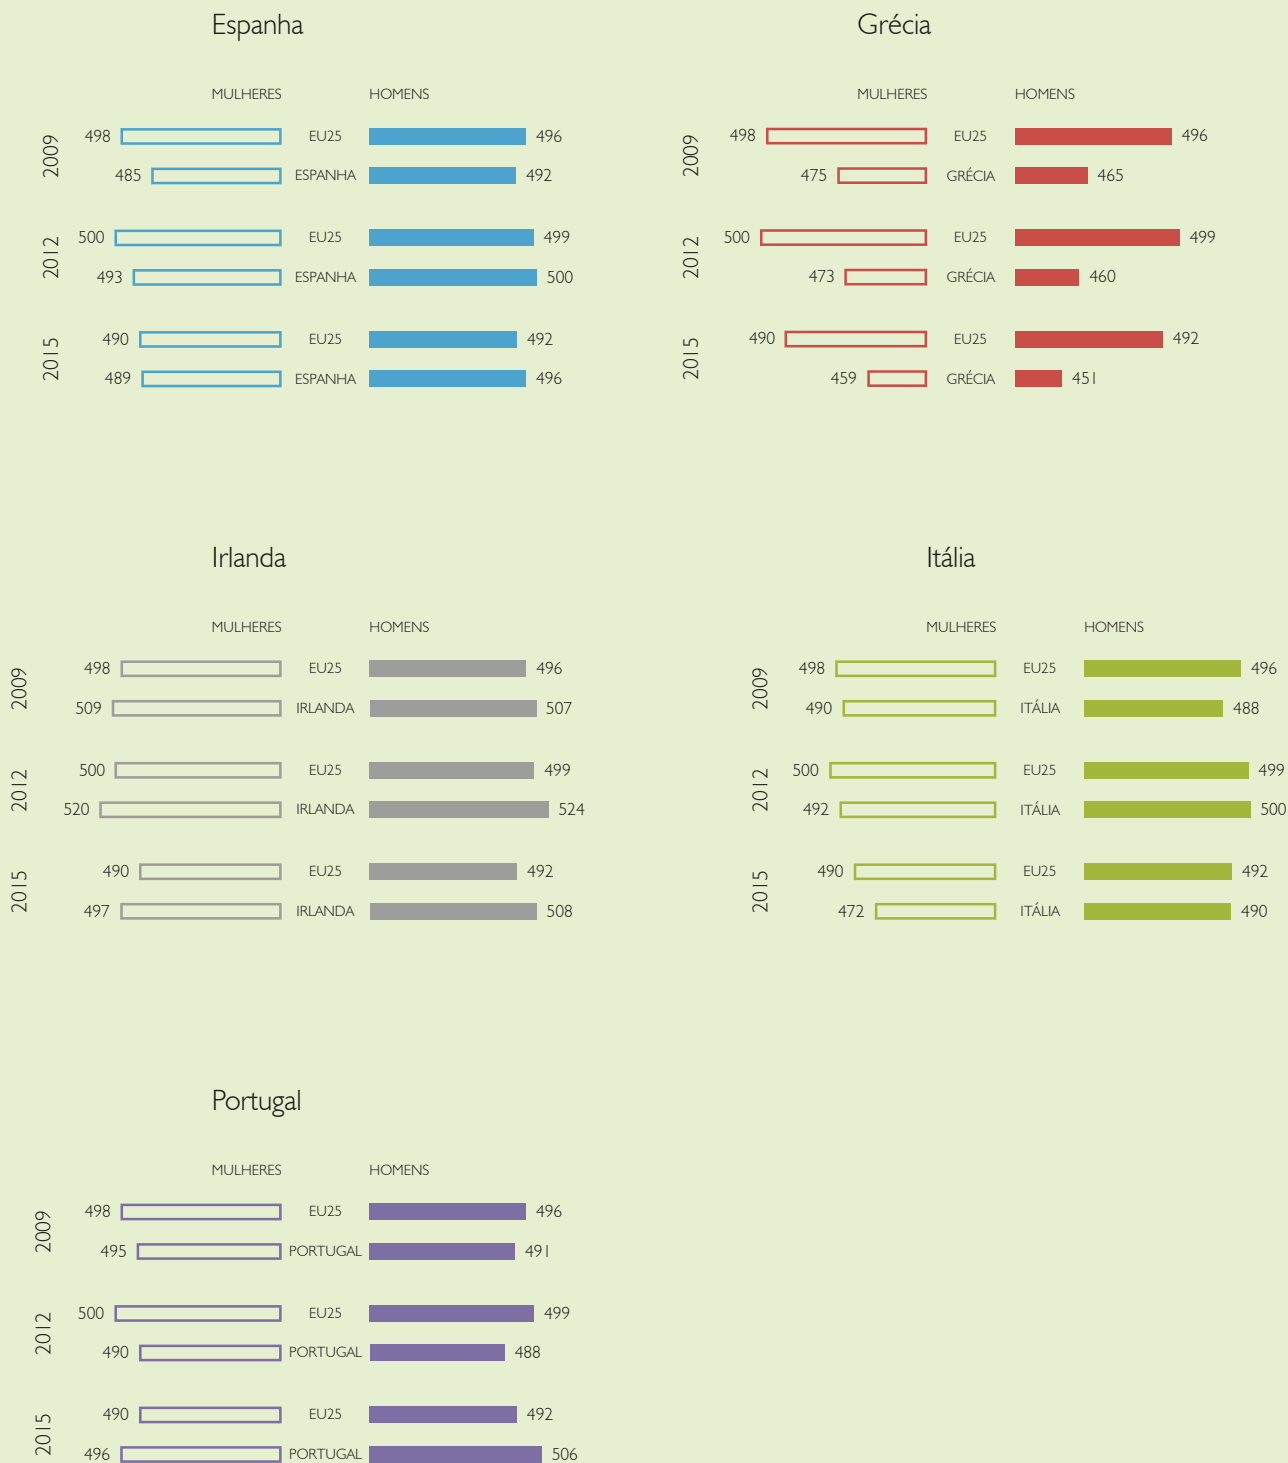 Espanha
MULHERES HOMENS
2009
498 EU25 496
485 ESPANHA 492
2012
500 EU25 499
493 ESPANHA 500
2015
490 EU25 492
489 ESPANHA 496
Grécia
MULHERES HOMENS
2009
498 EU25 496
475 GRÉCIA 465
2012
500 EU25 499
473 GRÉCIA 460
2015
490 EU25 492
459 GRÉCIA 451
Irlanda
MULHERES HOMENS
2009
498 EU25 496
509 IRLANDA 507
2012
500 EU25 499
520 IRLANDA 524
2015
490 EU25 492
497 IRLANDA 508
Itália
MULHERES HOMENS
2009
498 EU25 496
490 ITÁLIA 488
2012
500 EU25 499
492 ITÁLIA 500
2015
490 EU25 492
472 ITÁLIA 490
Portugal
MULHERES HOMENS
2009
498 EU25 496
495 PORTUGAL 491
2012
500 EU25 499
490 PORTUGAL 488
2015
490 EU25 492
496 PORTUGAL 506